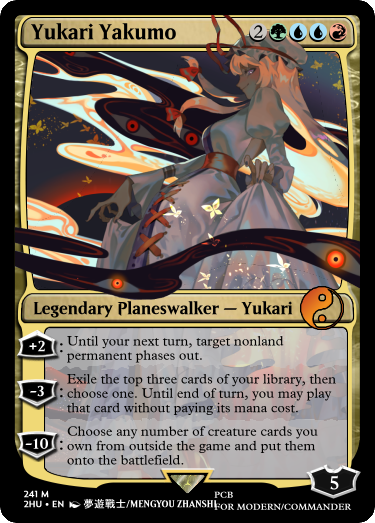 Yukari Yakumo 2
Legendary Planeswalker — Yukari
+2: Until your next turn, target nonland
permanent phases out.
-3: Exile the top three cards of your library, then
choose one. Until end of turn, you may play
that card without paying its mana cost.
-10: Choose any number of creature cards you
own from outside the game and put them
onto the battlefield.
5
241 M
2HU • EN 夢遊戰士/MENGYOU ZHANSHI
PCB
FOR MODERN/COMMANDER